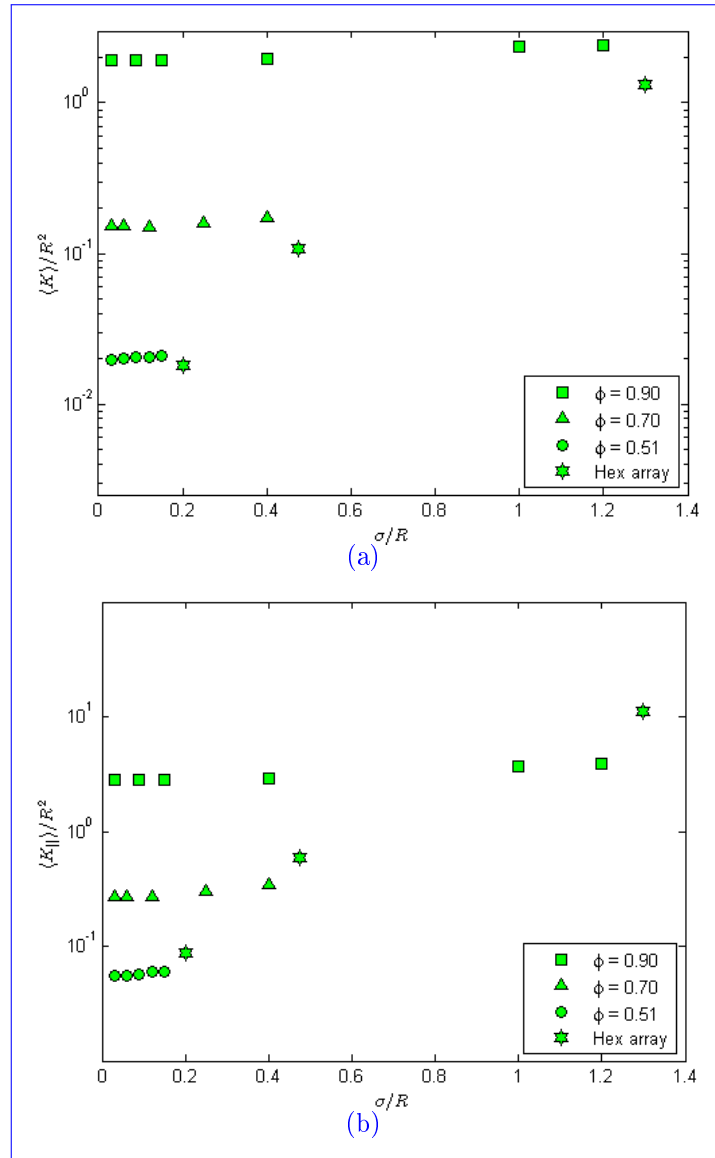 10^0
10^{-1}
10^{-2}
⟨K⟩/R^2
0 0.2 0.4 0.6 0.8 1 1.2 1.4
σ/R
ϕ = 0.90
ϕ = 0.70
ϕ = 0.51
Hex array
(a)
10^1
10^0
10^{-1}
⟨K_{||}⟩/R^2
0 0.2 0.4 0.6 0.8 1 1.2 1.4
σ/R
ϕ = 0.90
ϕ = 0.70
ϕ = 0.51
Hex array
(b)